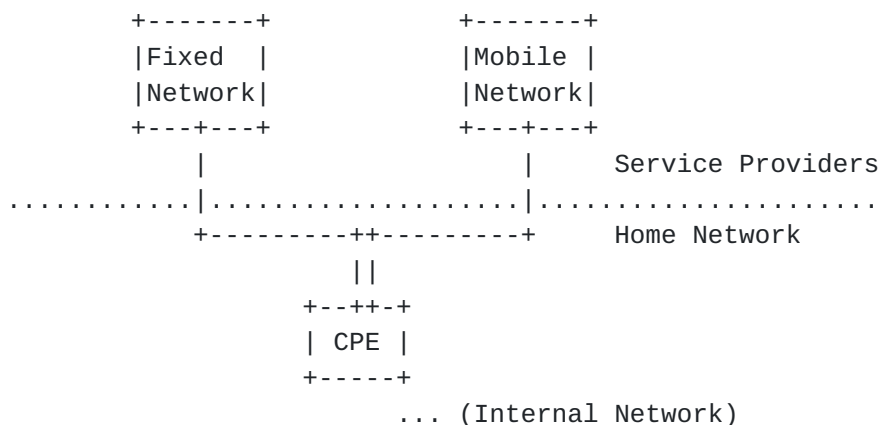 +-------+            +-------+
        |Fixed  |            |Mobile |
        |Network|            |Network|
        +---+---+            +---+---+
            |                    |     Service Providers
............|....................|......................
            +---------++---------+     Home Network
                      ||
                   +--++-+
                   | CPE |
                   +-----+
                         ... (Internal Network)